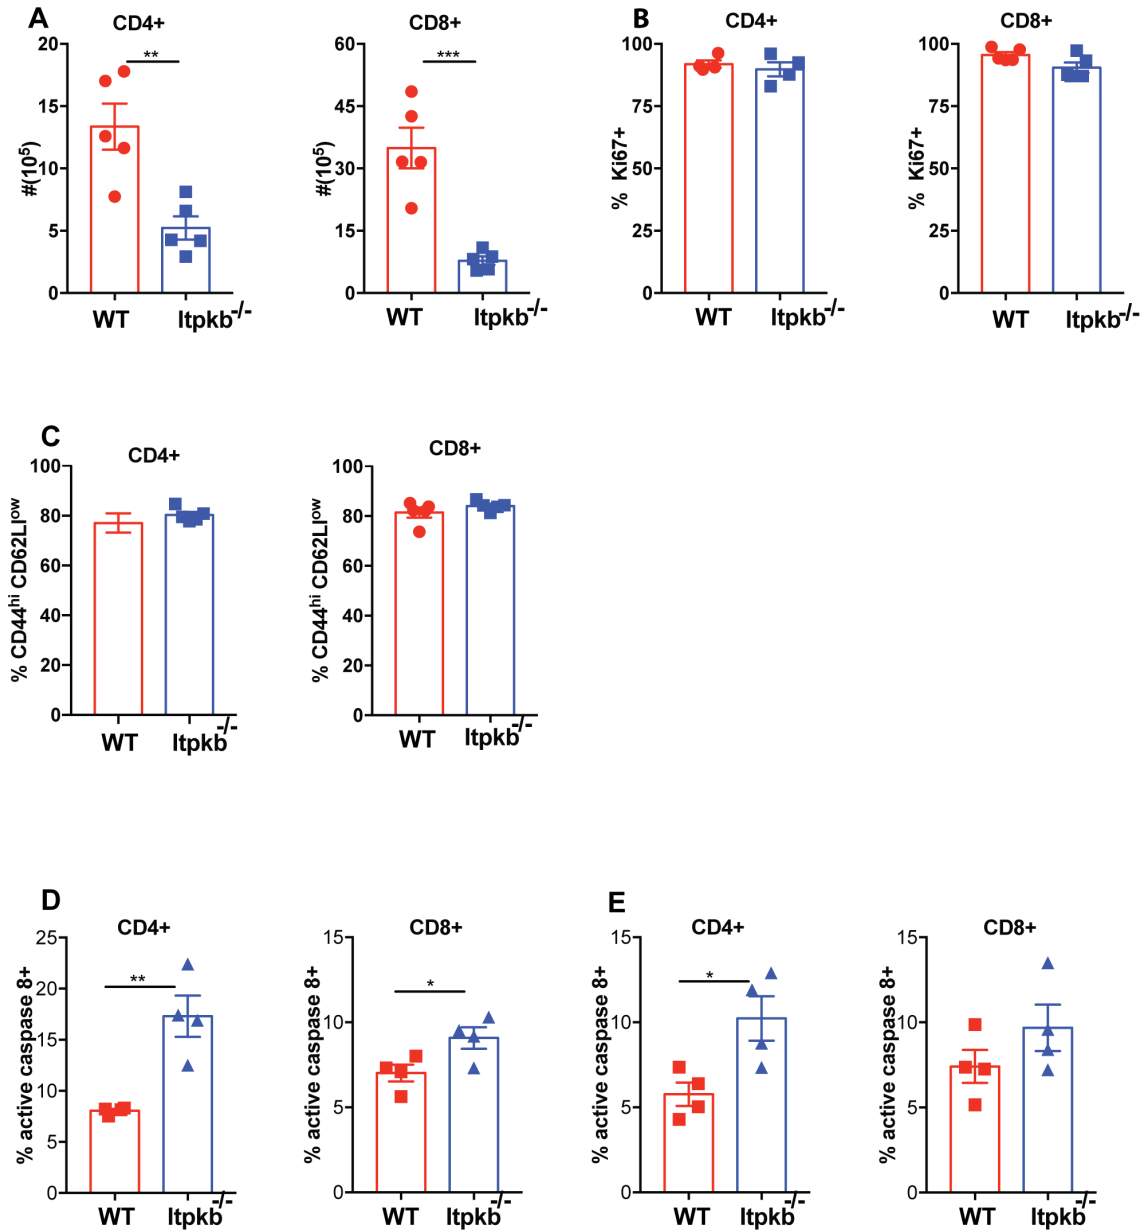 A
CD4+
**
#(10⁵)
20
15
10
5
0
WT
Itpkb-/-
CD8+
***
#(10⁵)
60
45
30
15
0
WT
Itpkb-/-
B
CD4+
% Ki67+
100
75
50
25
0
WT
Itpkb-/-
CD8+
% Ki67+
100
75
50
25
0
WT
Itpkb-/-
C
CD4+
% CD44hi CD62Llow
100
80
60
40
20
0
WT
Itpkb-/-
CD8+
% CD44hi CD62Llow
100
80
60
40
20
0
WT
Itpkb-/-
D
CD4+
**
% active caspase 8+
25
20
15
10
5
0
WT
Itpkb-/-
CD8+
*
% active caspase 8+
15
10
5
0
WT
Itpkb-/-
E
CD4+
*
% active caspase 8+
15
10
5
0
WT
Itpkb-/-
CD8+
% active caspase 8+
15
10
5
0
WT
Itpkb-/-